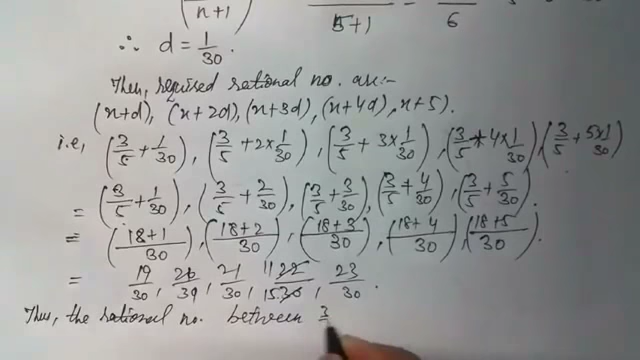 (n+1) 5+1 6
∴ d = 1/30.
Then, required rational no. are:-
(x+d), (x+2d), (x+3d), (x+4d), x+5).
i.e, (3/5 + 1/30), (3/5 + 2×1/30), (3/5 + 3×1/30), (3/5 + 4×1/30), (3/5 + 5×1/30)
= (3/5 + 1/30), (3/5 + 2/30), (3/5 + 3/30), (3/5 + 4/30), (3/5 + 5/30).
= (18+1/30), (18+2/30), (18+3/30), (18+4/30), (18+5/30).
= 19/30, 20/30, 21/30, 11 22/15 30, 23/30.
Thus, the rational no. between 3